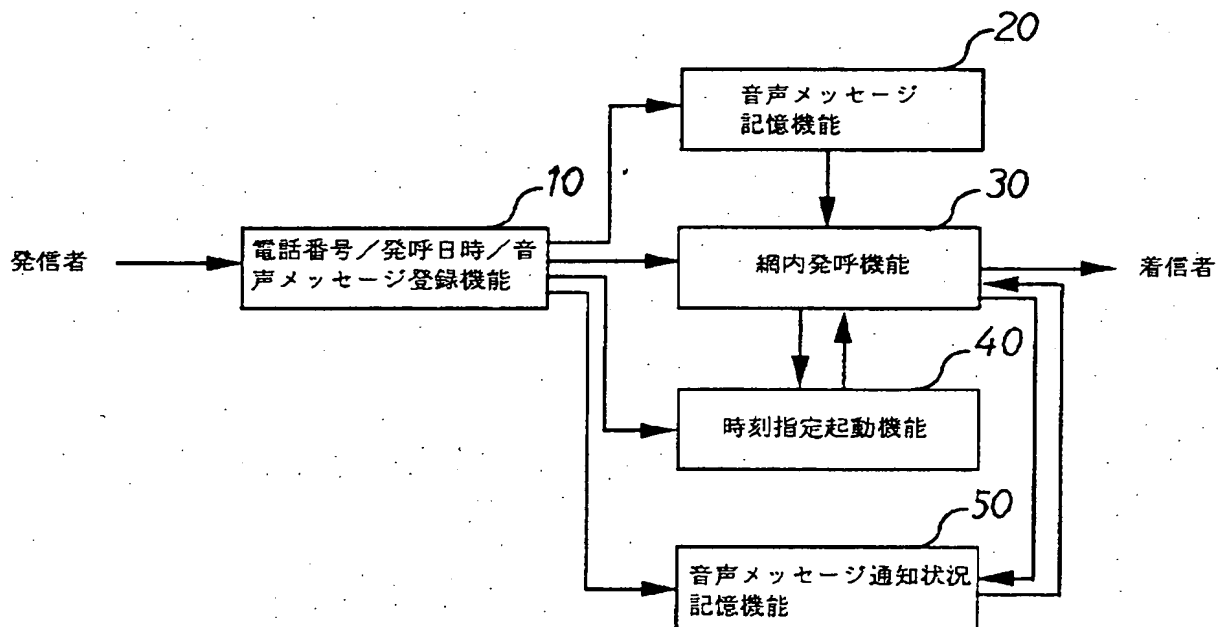 20
音声メッセージ
記憶機能
10
30
発信者
電話番号／発呼日時／音
声メッセージ登録機能
網内発呼機能
着信者
40
時刻指定起動機能
50
音声メッセージ通知状況
記憶機能